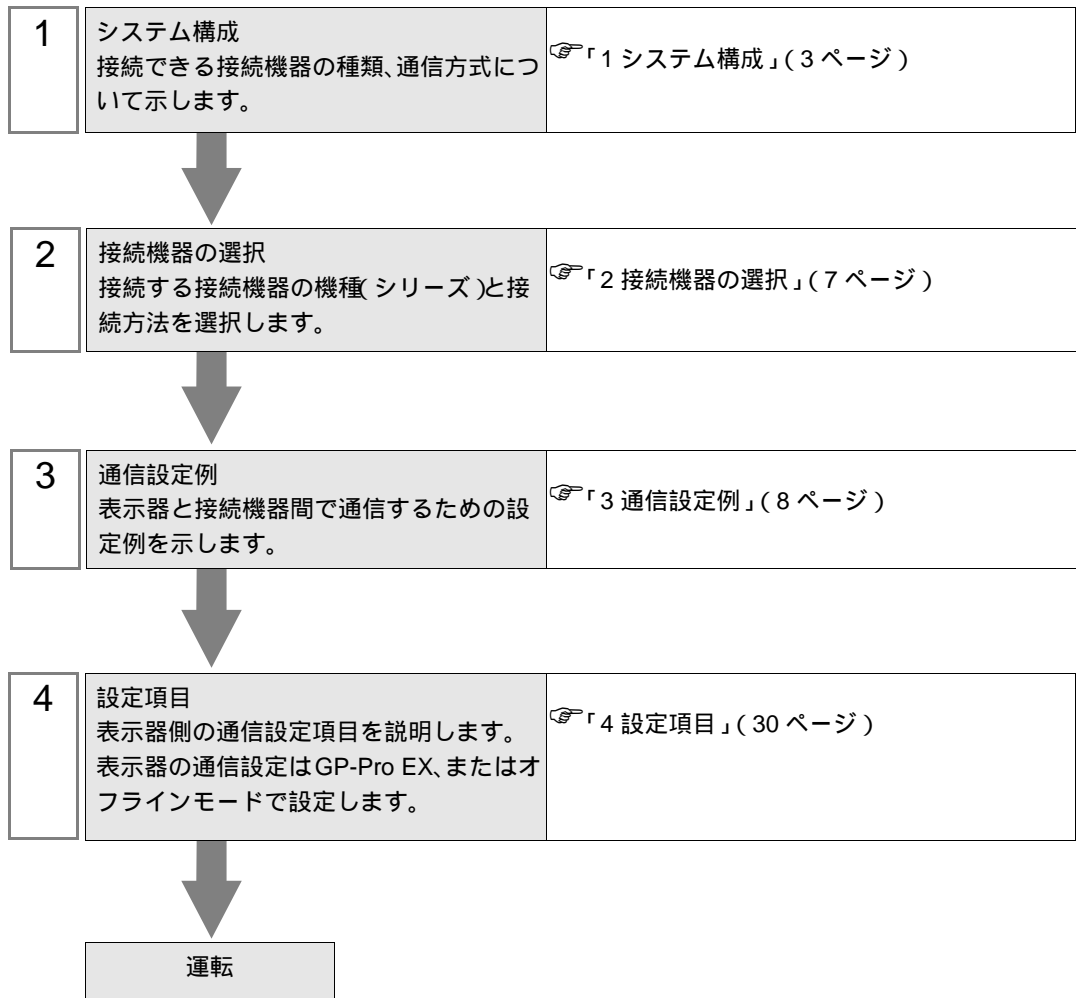 1
システム構成
接続できる接続機器の種類、通信方式につ
いて示します。
☞「1 システム構成」(3 ページ)
2
接続機器の選択
接続する接続機器の機種(シリーズ)と接
続方法を選択します。
☞「2 接続機器の選択」(7 ページ)
3
通信設定例
表示器と接続機器間で通信するための設
定例を示します。
☞「3 通信設定例」(8 ページ)
4
設定項目
表示器側の通信設定項目を説明します。
表示器の通信設定はGP-Pro EX、またはオ
フラインモードで設定します。
☞「4 設定項目」(30 ページ)
運転